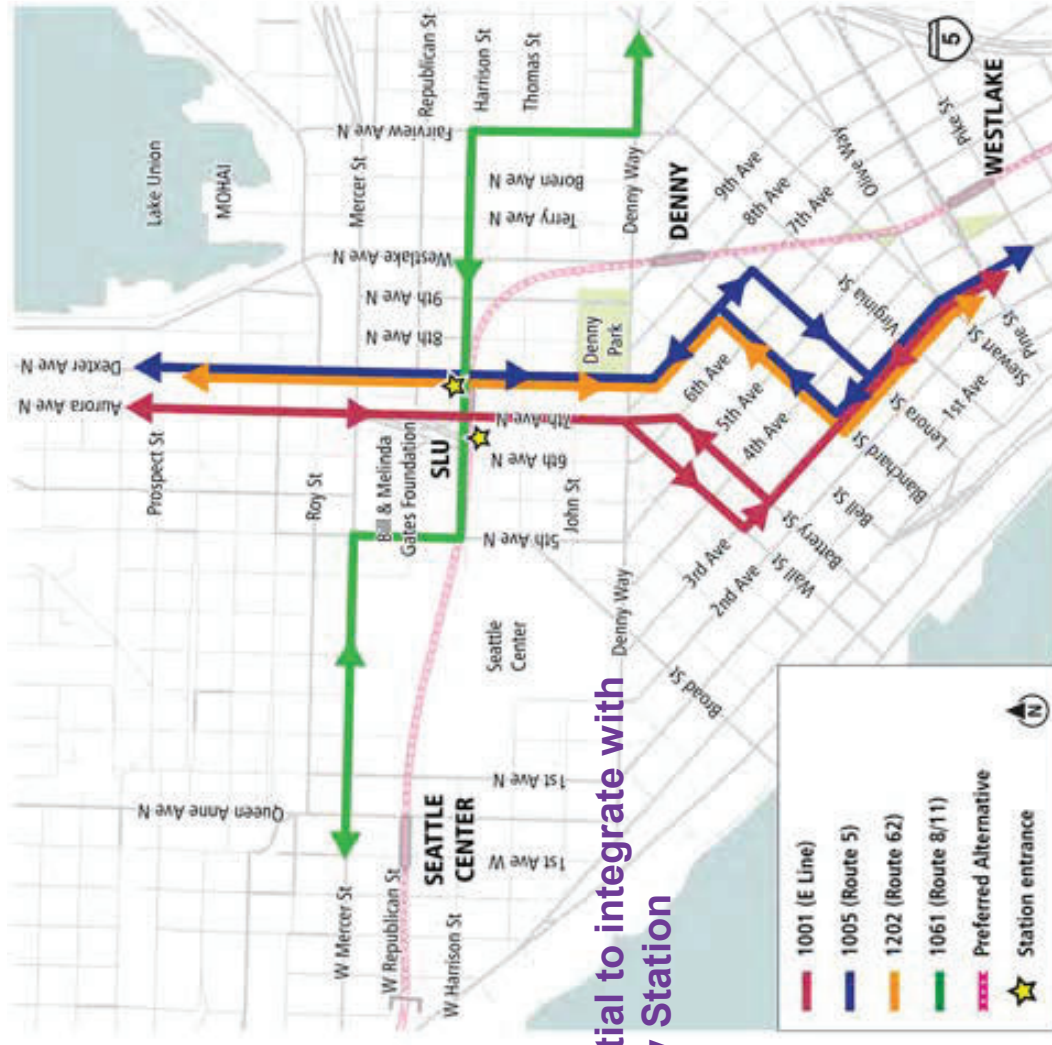 Lake Union
MOHAI
Dexter Ave N
Aurora Ave N
Prospect St
Queen Anne Ave N
Roy St
Mercer St
Republican St
Harrison St
Thomas St
Fairview Ave N
Boren Ave N
Terry Ave N
Westlake Ave N
9th Ave N
8th Ave N
7th Ave N
6th Ave N
5th Ave N
Bill & Melinda
Gates Foundation
SLU
W Mercer St
W Republican St
W Harrison St
SEATTLE
CENTER
1st Ave W
1st Ave N
Seattle
Center
John St
Denny
Park
Denny Way
Denny Way
DENNY
9th Ave
8th Ave
7th Ave
6th Ave
5th Ave
4th Ave
3rd Ave
2nd Ave
1st Ave
Broad St
Wall St
Battery St
Bell St
Blanchard St
Lenora St
Virginia St
Stewart St
Pine St
Olive Way
Pike St
WESTLAKE
5
tial to integrate with
Station
1001 (E Line)
1005 (Route 5)
1202 (Route 62)
1061 (Route 8/11)
Preferred Alternative
Station entrance
N